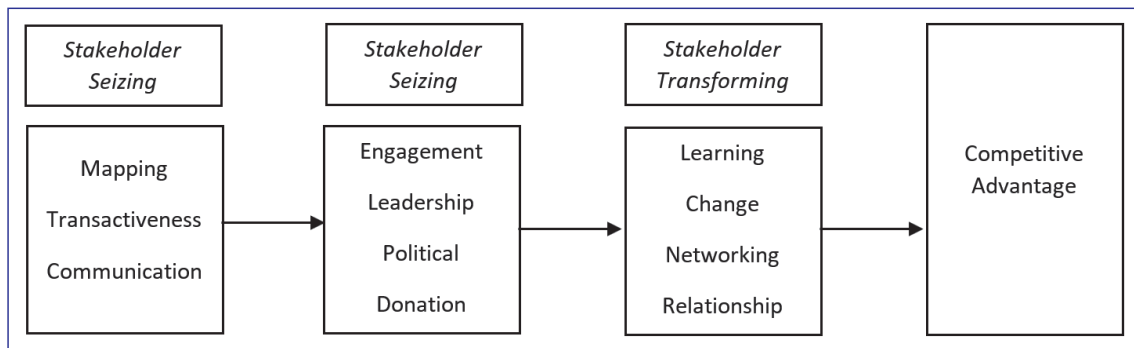 Stakeholder
Seizing
Mapping
Transactiveness
Communication
Stakeholder
Seizing
Engagement
Leadership
Political
Donation
Stakeholder
Transforming
Learning
Change
Networking
Relationship
Competitive
Advantage